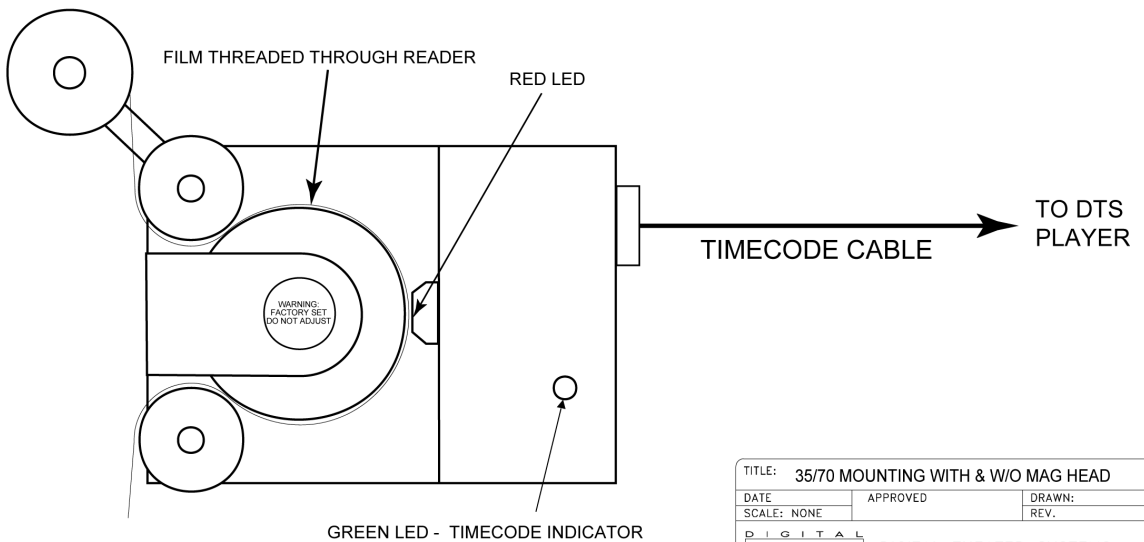 FILM THREADED THROUGH READER
RED LED
TO DTS
PLAYER
TIMECODE CABLE
WARNING:
FACTORY SET
DO NOT ADJUST
GREEN LED - TIMECODE INDICATOR
TITLE: 35/70 MOUNTING WITH & W/O MAG HEAD
DATE APPROVED DRAWN:
SCALE: NONE REV.
DIGITAL